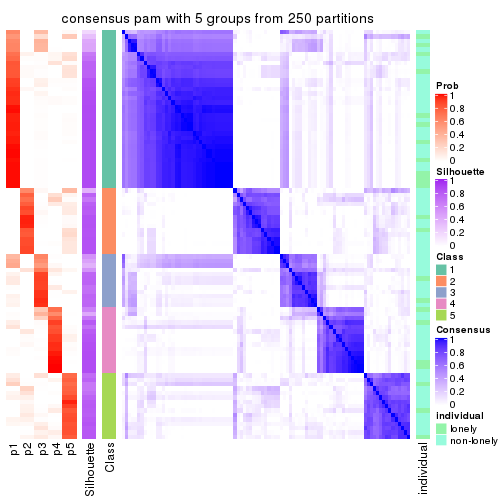 consensus pam with 5 groups from 250 partitions
Prob
1
0.8
0.6
0.4
0.2
0
Silhouette
1
0.8
0.6
0.4
0.2
0
Class
1
2
3
4
5
Consensus
1
0.8
0.6
0.4
0.2
0
individual
lonely
non-lonely
p1
p2
p3
p4
p5
Silhouette
Class
individual